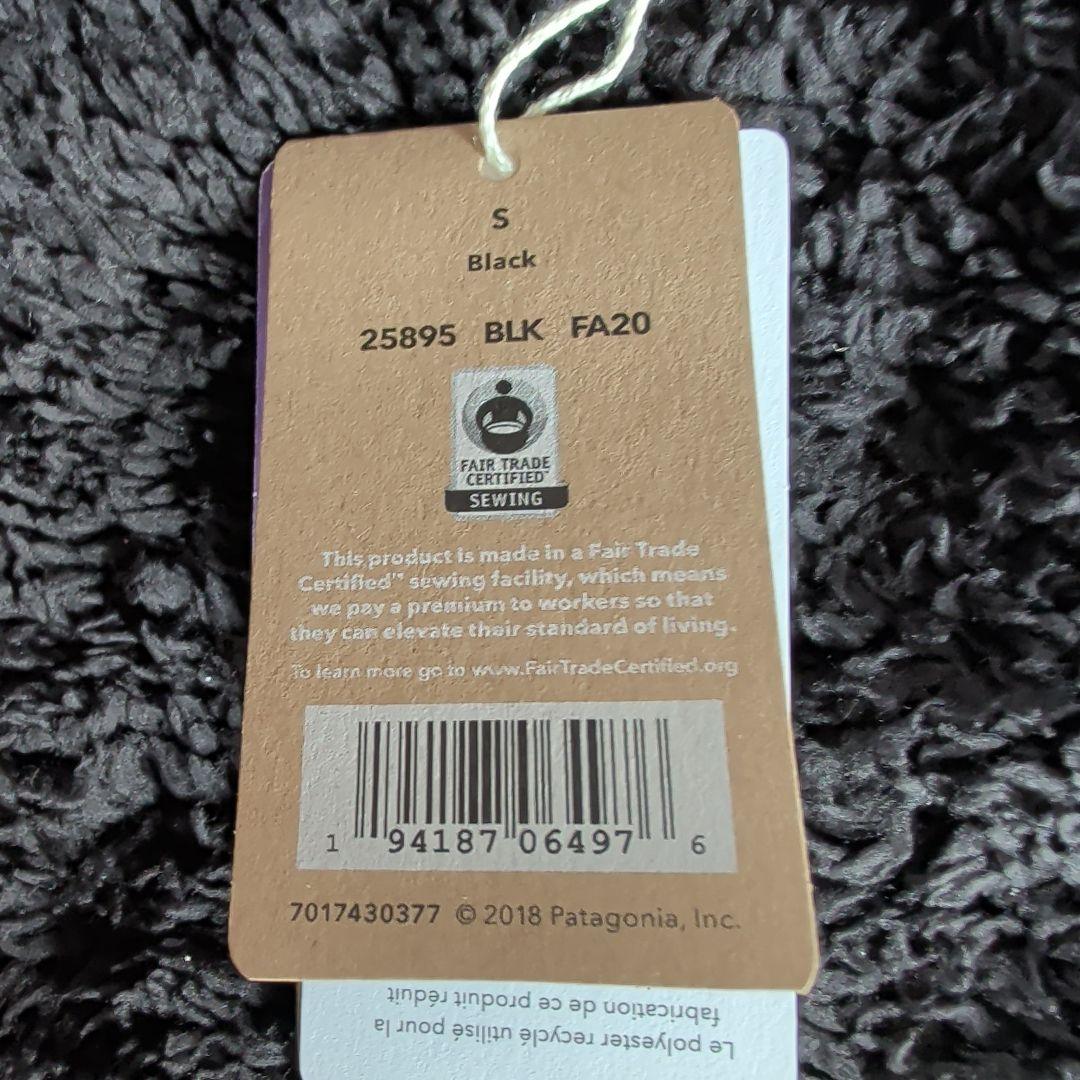 S
Black
25895 BLK FA20
FAIR TRADE
CERTIFIED™
SEWING
This product is made in a Fair Trade
Certified™ sewing facility, which means
we pay a premium to workers so that
they can elevate their standard of living.
To learn more go to www.FairTradeCertified.org
1 94187 06497 6
7017430377 © 2018 Patagonia, Inc.
Le polyester recyclé utilisé pour la
fabrication de ce produit réduit